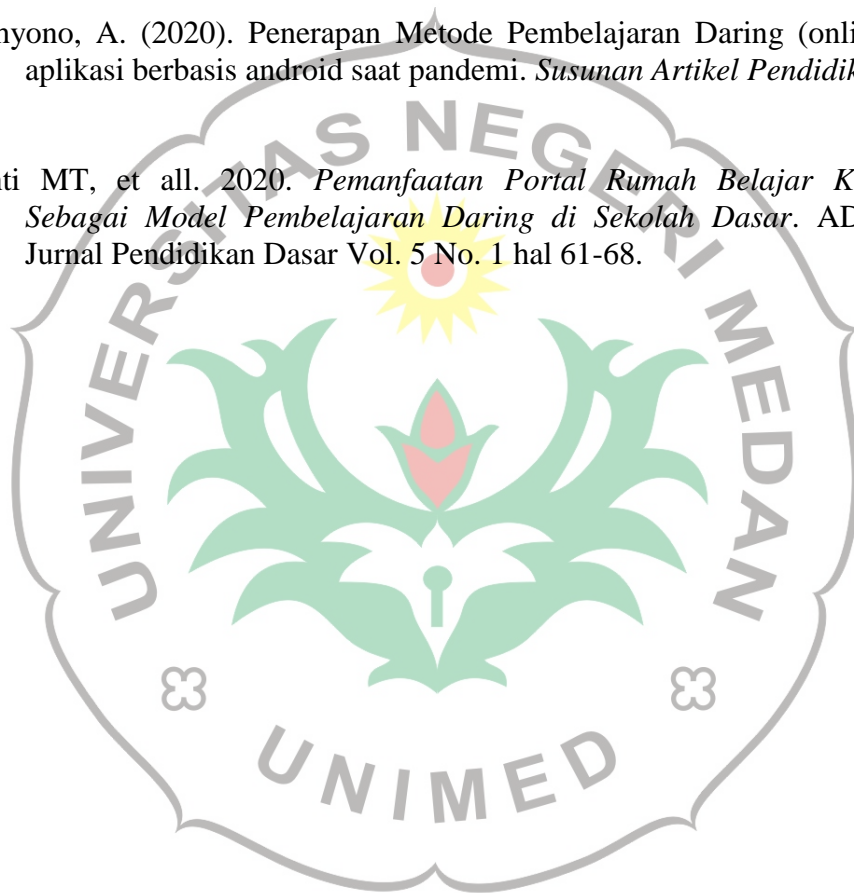 nyono, A. (2020). Penerapan Metode Pembelajaran Daring (onli
aplikasi berbasis android saat pandemi. Susunan Artikel Pendidik
nti MT, et all. 2020. Pemanfaatan Portal Rumah Belajar K
Sebagai Model Pembelajaran Daring di Sekolah Dasar. AD
Jurnal Pendidikan Dasar Vol. 5 No. 1 hal 61-68.
UNIVERSITAS NEGERI MEDAN
UNIMED